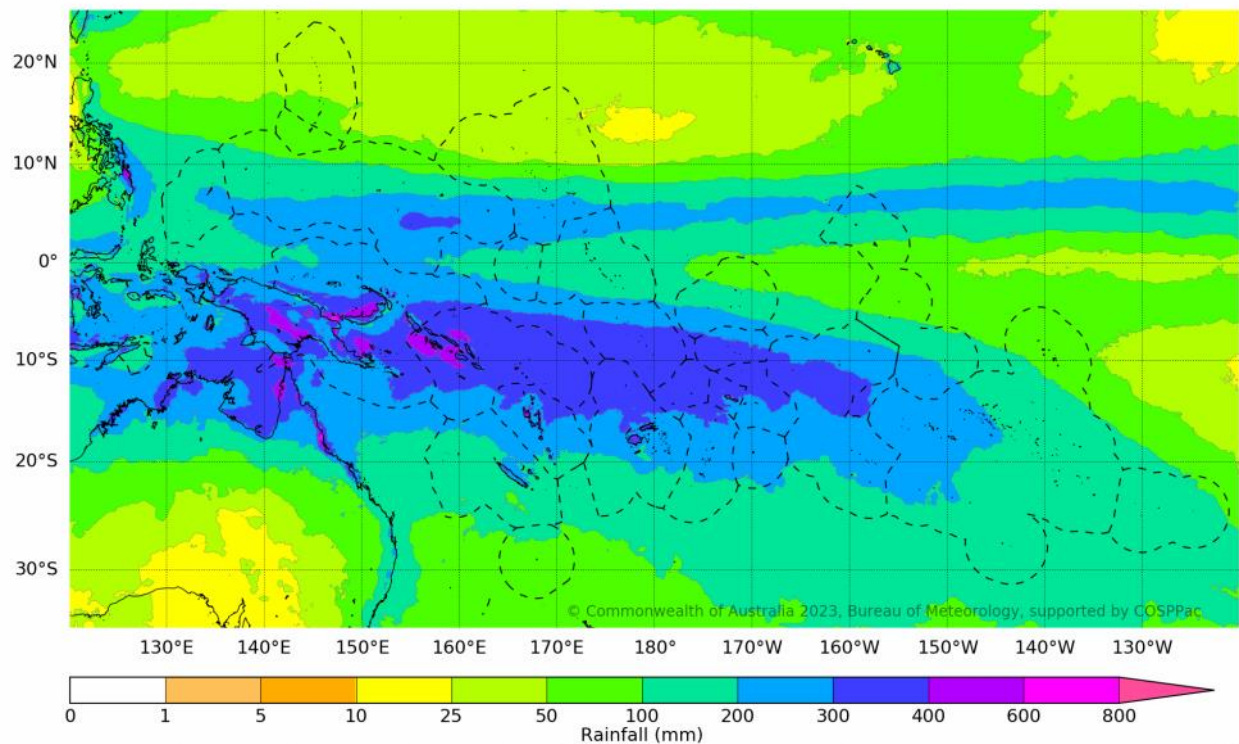 20°N
10°N
0°
10°S
20°S
30°S
© Commonwealth of Australia 2023, Bureau of Meteorology, supported by COSPPac
130°E 140°E 150°E 160°E 170°E 180° 170°W 160°W 150°W 140°W 130°W
0 1 5 10 25 50 100 200 300 400 600 800
Rainfall (mm)